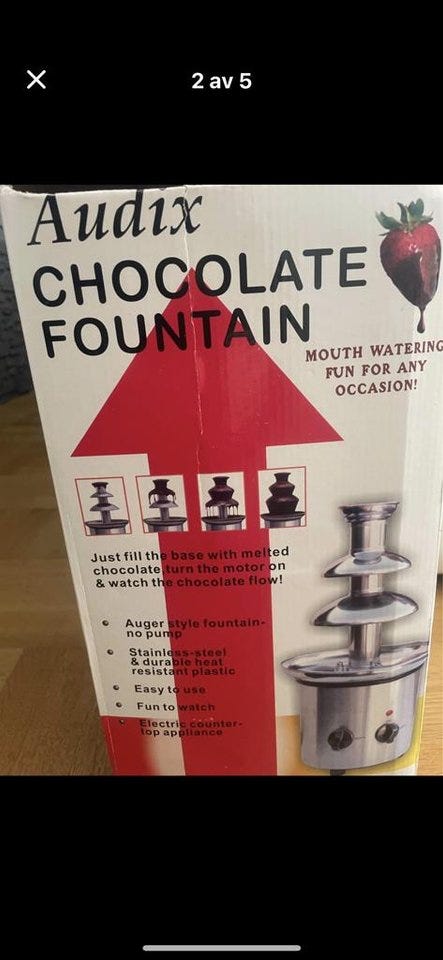 2 av 5
Audix
CHOCOLATE
FOUNTAIN
MOUTH WATERING
FUN FOR ANY
OCCASION!
Just fill the base with melted
chocolate,turn the motor on
& watch the chocolate flow!
Auger style fountain-
no pump
Stainless-steel
& durable heat
resistant plastic
Easy to use
Fun to watch
Electric counter-
top appliance